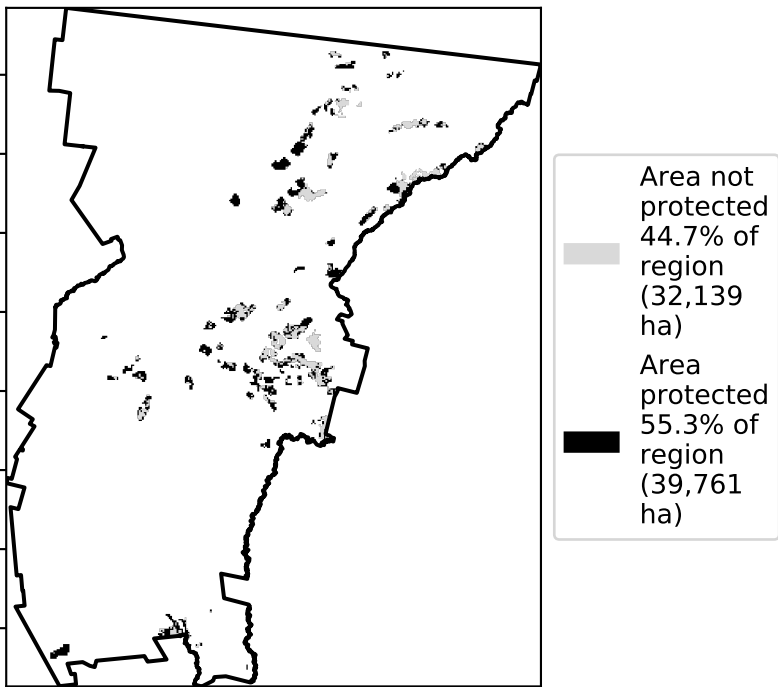 Area not
protected
44.7% of
region
(32,139
ha)
Area
protected
55.3% of
region
(39,761
ha)